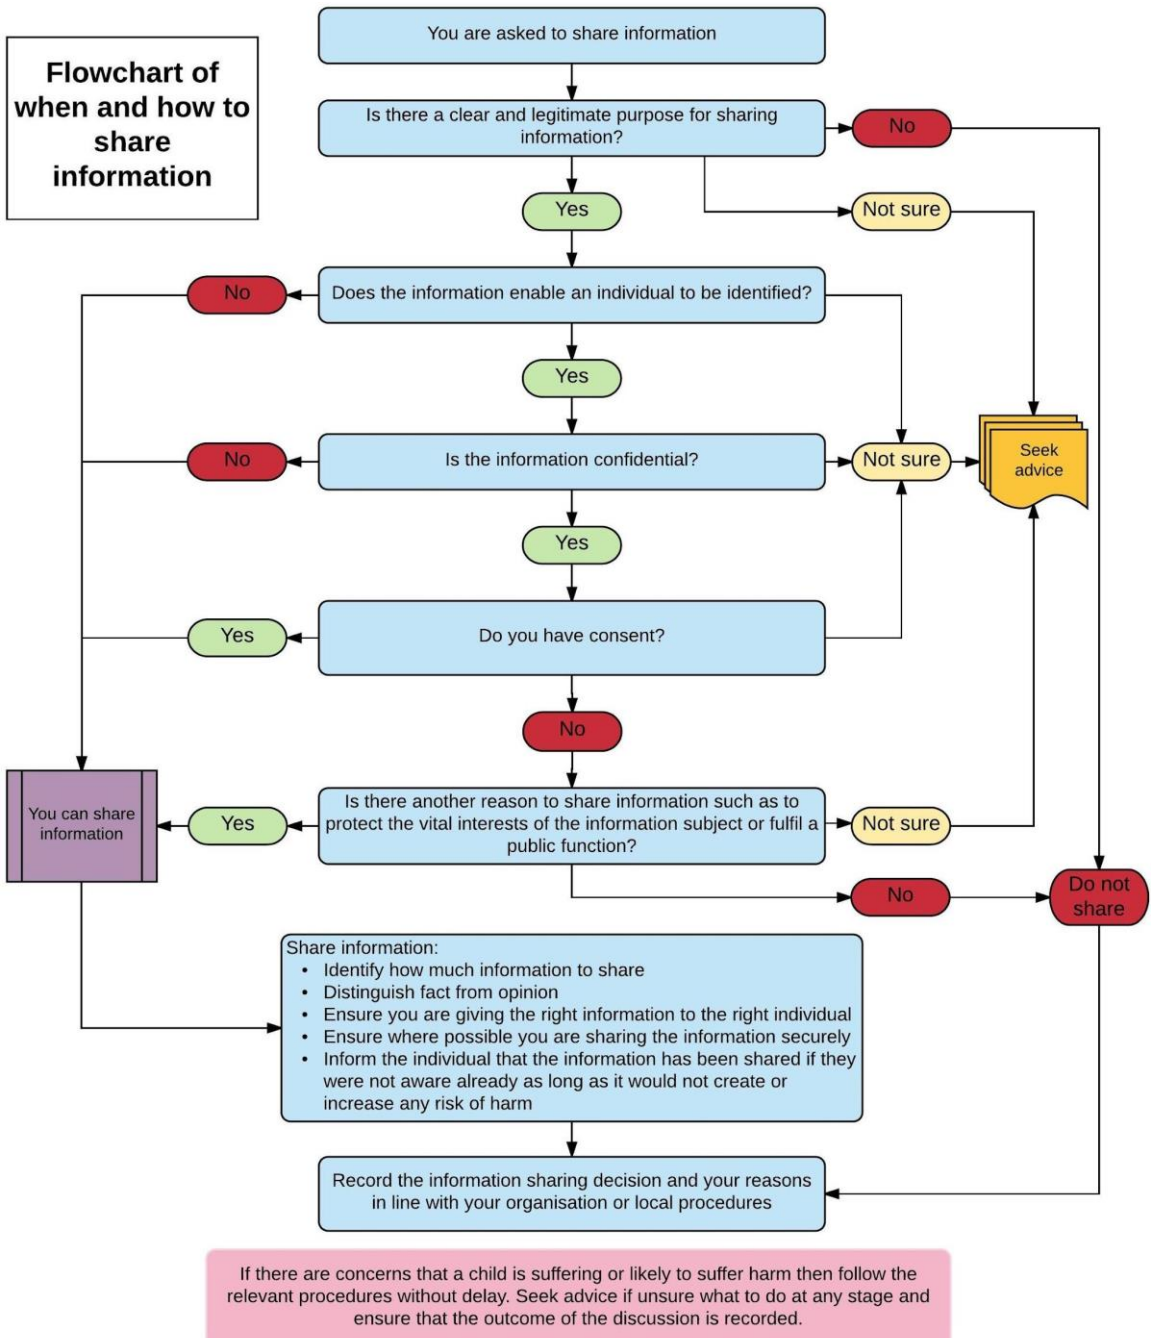 Flowchart of
when and how to
share
information
You are asked to share information
Is there a clear and legitimate purpose for sharing
information?
No
Yes
Not sure
No
Does the information enable an individual to be identified?
Yes
No
Is the information confidential?
Not sure
Seek
advice
Yes
Yes
Do you have consent?
No
You can share
information
Yes
Is there another reason to share information such as to
protect the vital interests of the information subject or fulfil a
public function?
Not sure
No
Do not
share
Share information:
• Identify how much information to share
• Distinguish fact from opinion
• Ensure you are giving the right information to the right individual
• Ensure where possible you are sharing the information securely
• Inform the individual that the information has been shared if they
were not aware already as long as it would not create or
increase any risk of harm
Record the information sharing decision and your reasons
in line with your organisation or local procedures
If there are concerns that a child is suffering or likely to suffer harm then follow the
relevant procedures without delay. Seek advice if unsure what to do at any stage and
ensure that the outcome of the discussion is recorded.